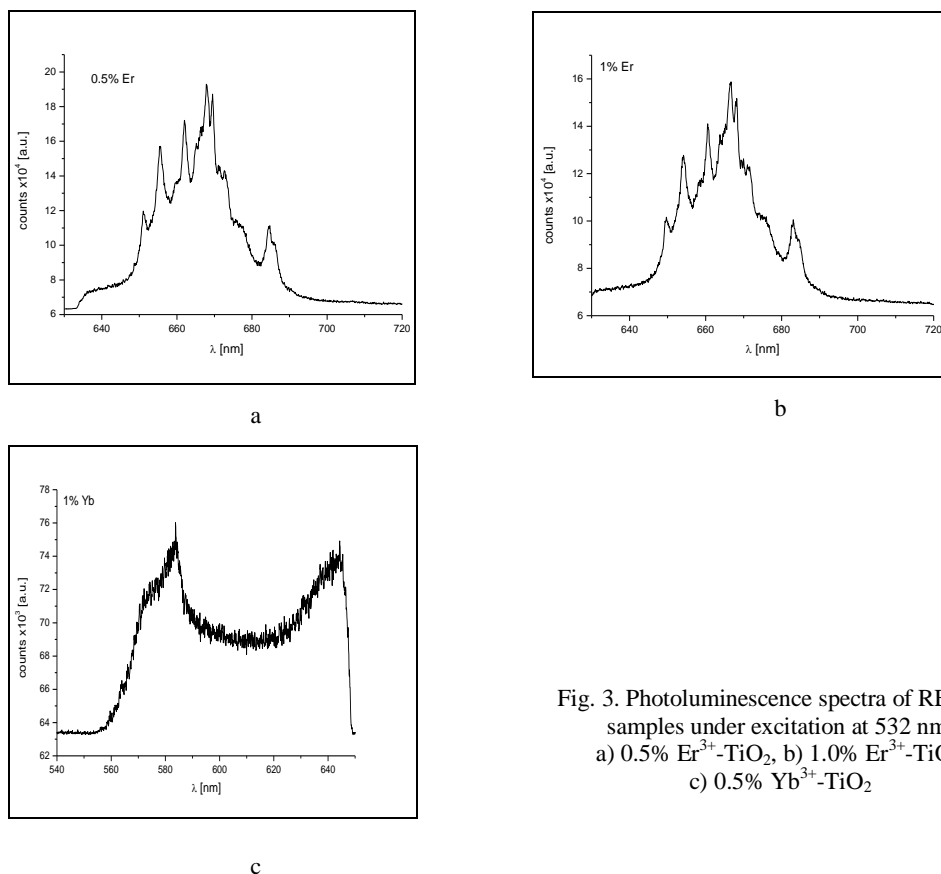 0.5% Er
20
18
16
14
12
10
8
6
counts x10⁴ [a.u.]
640 660 680 700 720
λ [nm]
a
1% Er
16
14
12
10
8
6
counts x10⁴ [a.u.]
640 660 680 700 720
λ [nm]
b
1% Yb
78
76
74
72
70
68
66
64
62
counts x10³ [a.u.]
540 560 580 600 620 640
λ [nm]
c
Fig. 3. Photoluminescence spectra of RE
samples under excitation at 532 nm
a) 0.5% Er³⁺-TiO₂, b) 1.0% Er³⁺-TiO
c) 0.5% Yb³⁺-TiO₂